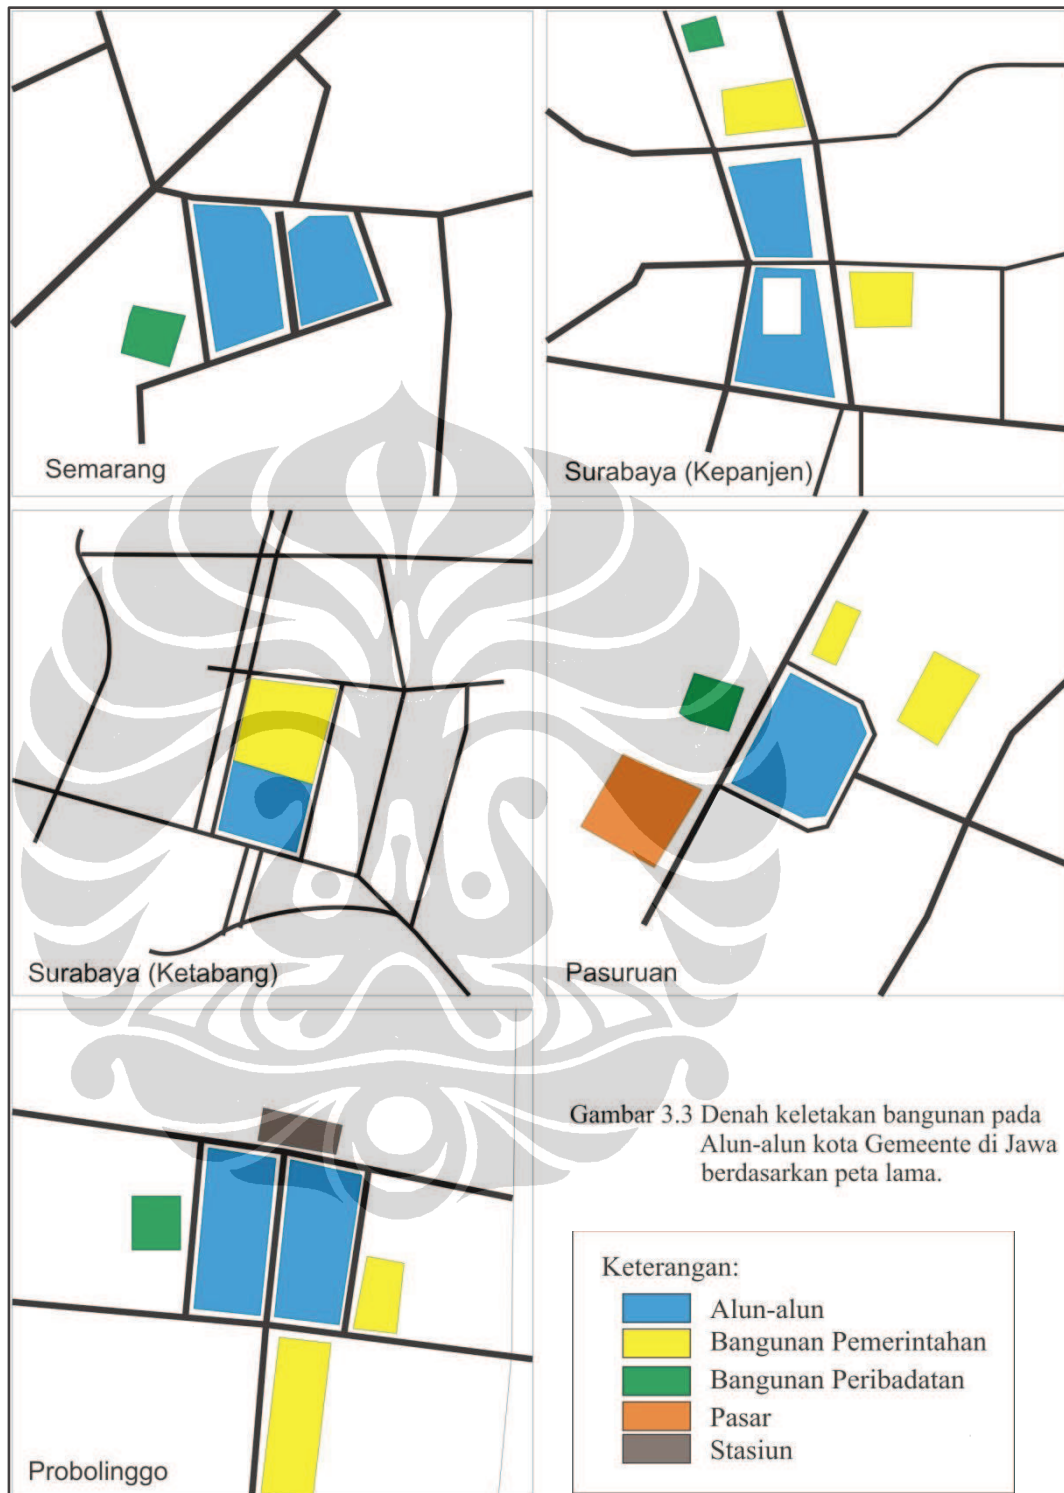 Semarang
Surabaya (Kepanjen)
Surabaya (Ketabang)
Pasuruan
Gambar 3.3 Denah keletakan bangunan pada
Alun-alun kota Gemeente di Jawa
berdasarkan peta lama.
Keterangan:
Alun-alun
Bangunan Pemerintahan
Bangunan Peribadatan
Pasar
Stasiun
Probolinggo